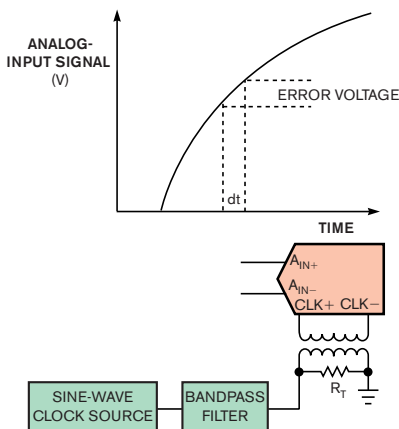 ANALOG-
INPUT SIGNAL
(V)
ERROR VOLTAGE
dt
TIME
AIN+
AIN−
CLK+ CLK−
RT
SINE-WAVE
CLOCK SOURCE
BANDPASS
FILTER